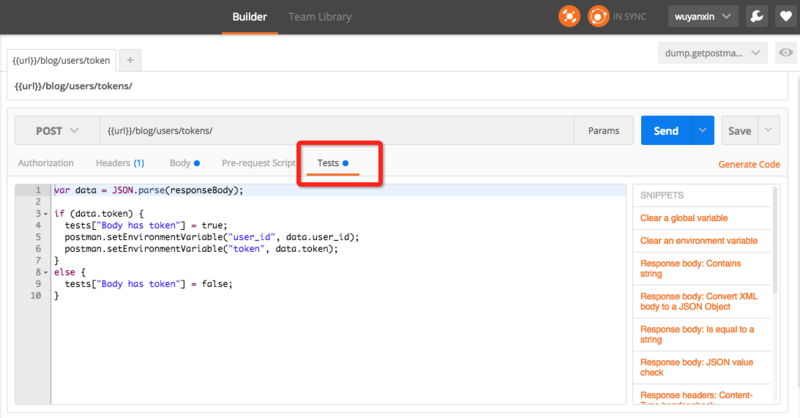 Builder Team Library IN SYNC wuyanxin
{{url}}/blog/users/token + dump.getpostma...
{{url}}/blog/users/tokens/
POST {{url}}/blog/users/tokens/ Params Send Save
Authorization Headers (1) Body Pre-request Script Tests Generate Code
1 var data = JSON.parse(responseBody);
2
3 if (data.token) {
4 tests["Body has token"] = true;
5 postman.setEnvironmentVariable("user_id", data.user_id);
6 postman.setEnvironmentVariable("token", data.token);
7 }
8 else {
9 tests["Body has token"] = false;
10 }
SNIPPETS
Clear a global variable
Clear an environment variable
Response body: Contains
string
Response body: Convert XML
body to a JSON Object
Response body: Is equal to a
string
Response body: JSON value
check
Response headers: Content-
Type header check